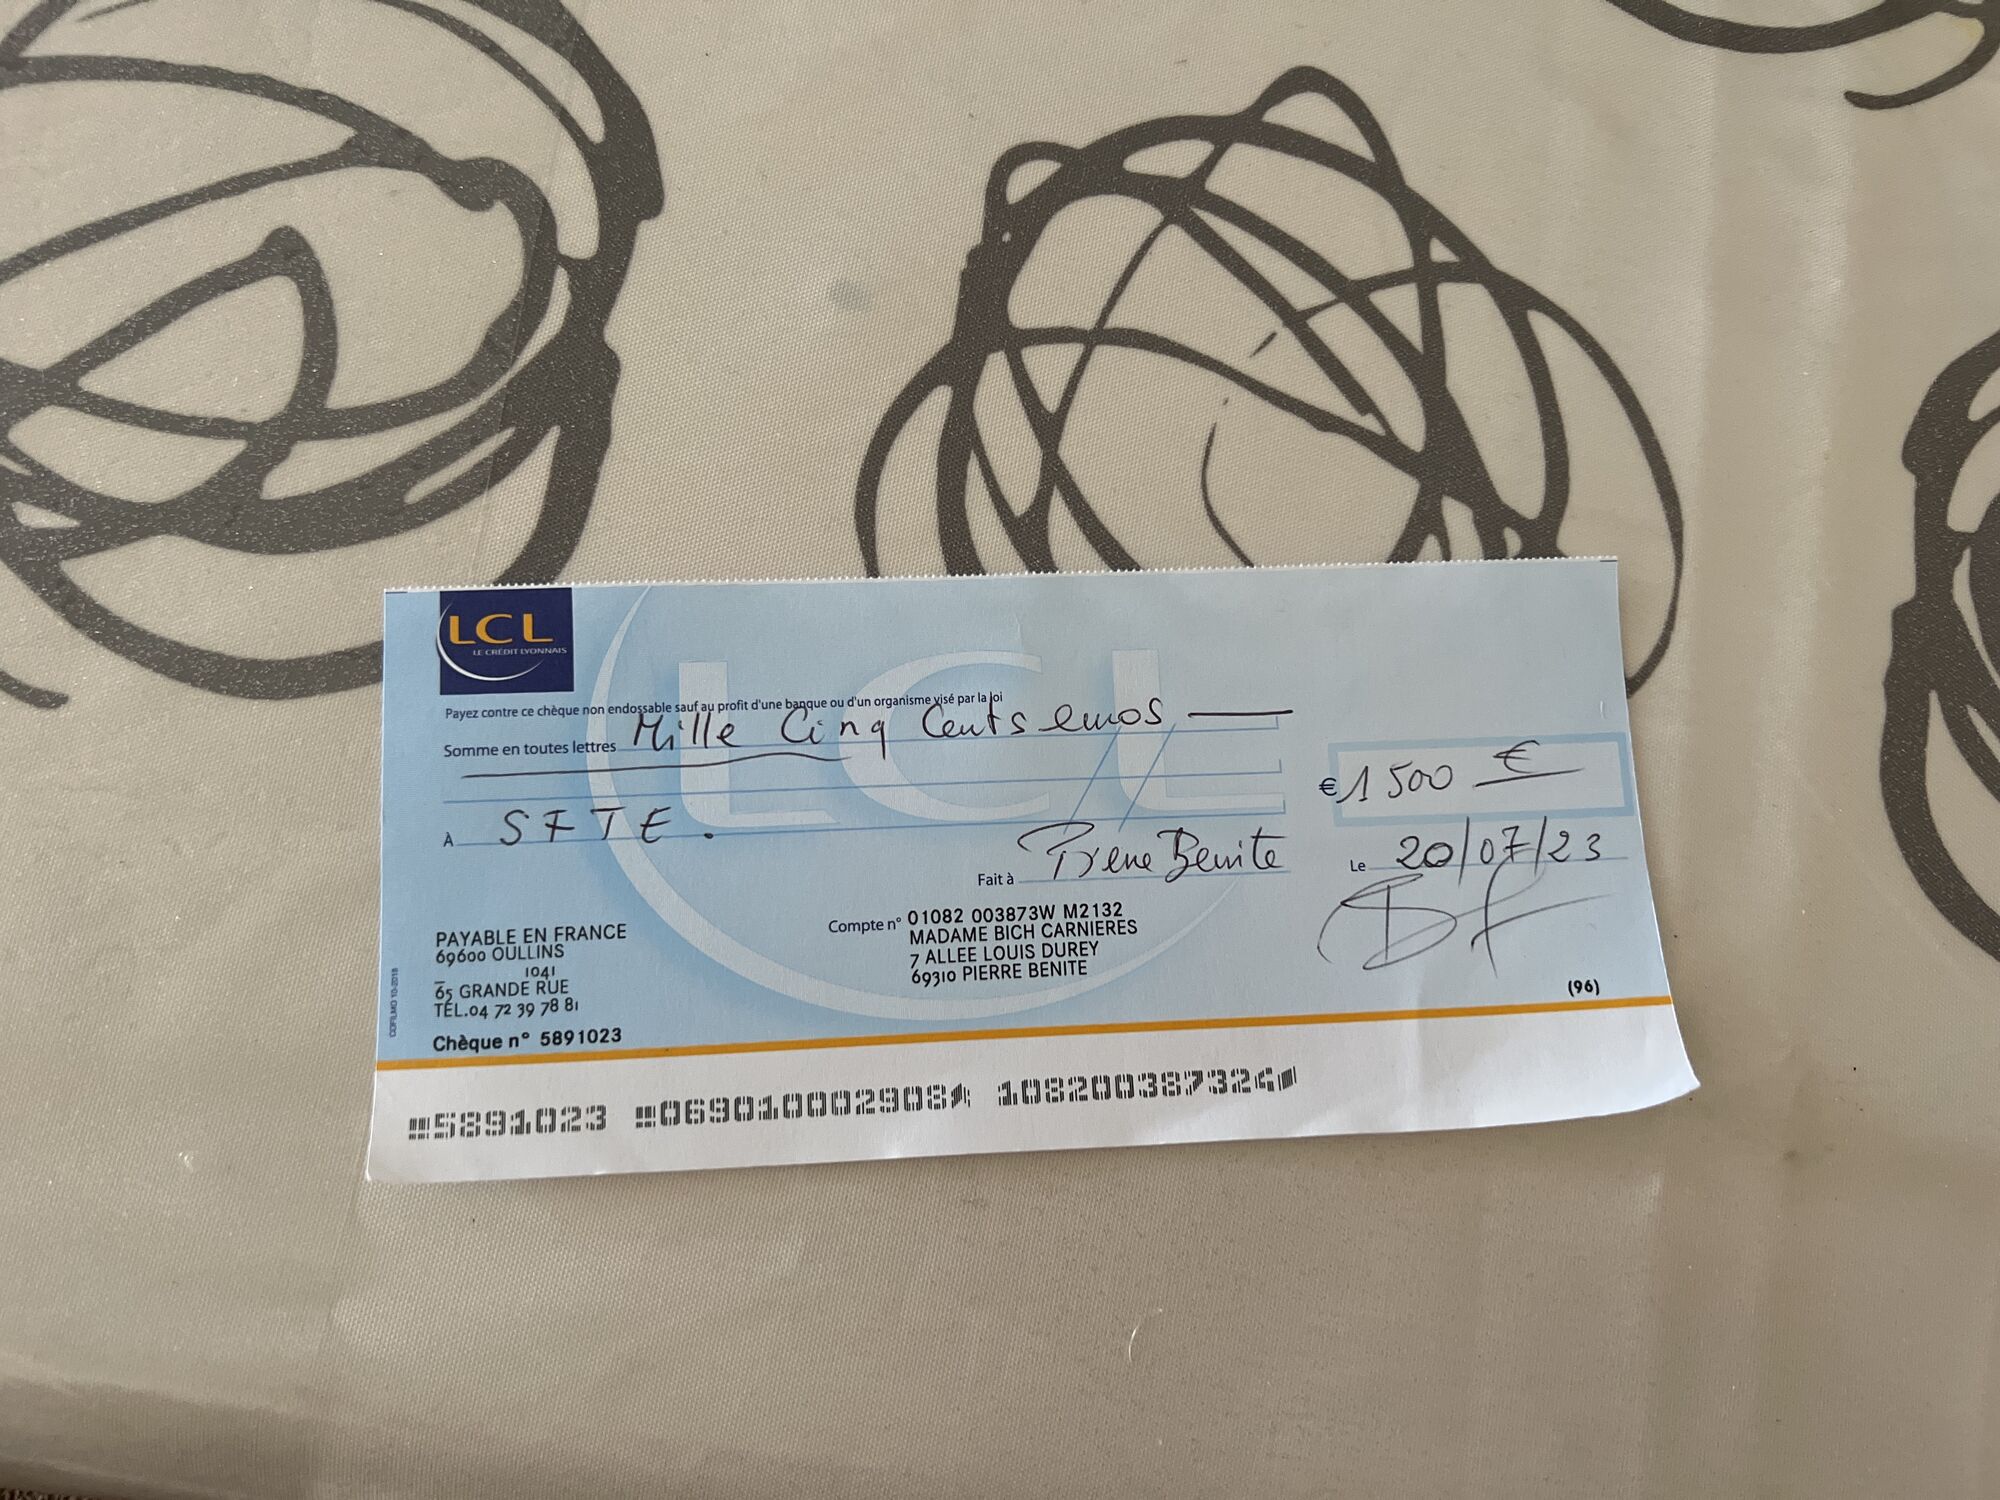 LCL
LE CRÉDIT LYONNAIS
Payez contre ce chèque non endossable sauf au profit d'une banque ou d'un organisme visé par la loi
Somme en toutes lettres Mille Cinq Cents euros
€ 1 500 €
À SFTE.
Fait à Pierre Benite
Le 20/07/23
PAYABLE EN FRANCE
69600 OULLINS
1041
65 GRANDE RUE
TÉL.04 72 39 78 81
Chèque n° 5891023
Compte n° 01082 003873W M2132
MADAME BICH CARNIERES
7 ALLEE LOUIS DUREY
69310 PIERRE BENITE
(96)
LCL
5891023 069010002908 108200387324